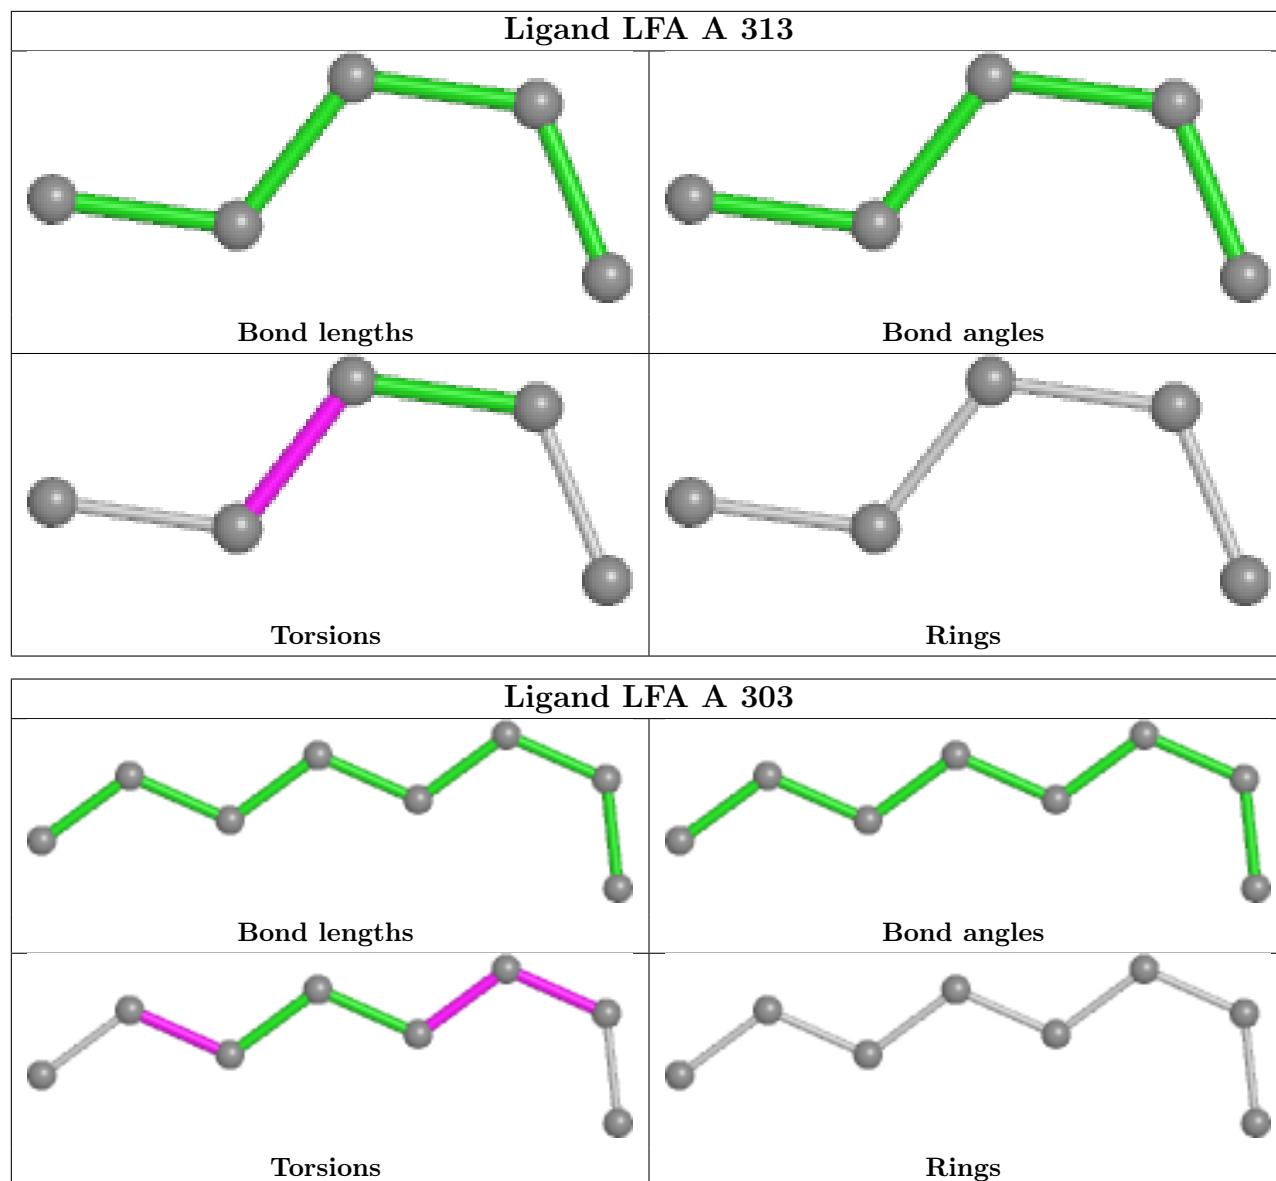 Ligand LFA A 313
Bond lengths
Bond angles
Torsions
Rings
Ligand LFA A 303
Bond lengths
Bond angles
Torsions
Rings